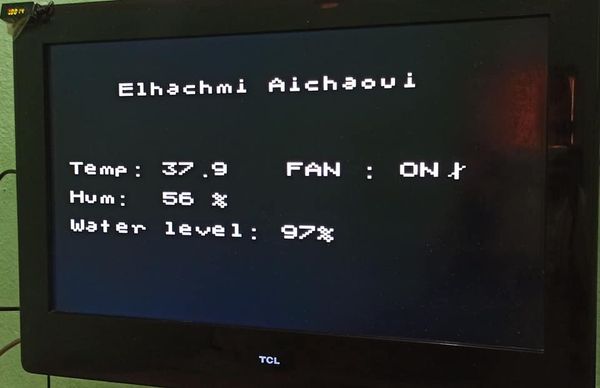 Elhachmi Aichaoui
Temp: 37.9 FAN : ON
Hum: 56 %
Water level: 97%
TCL